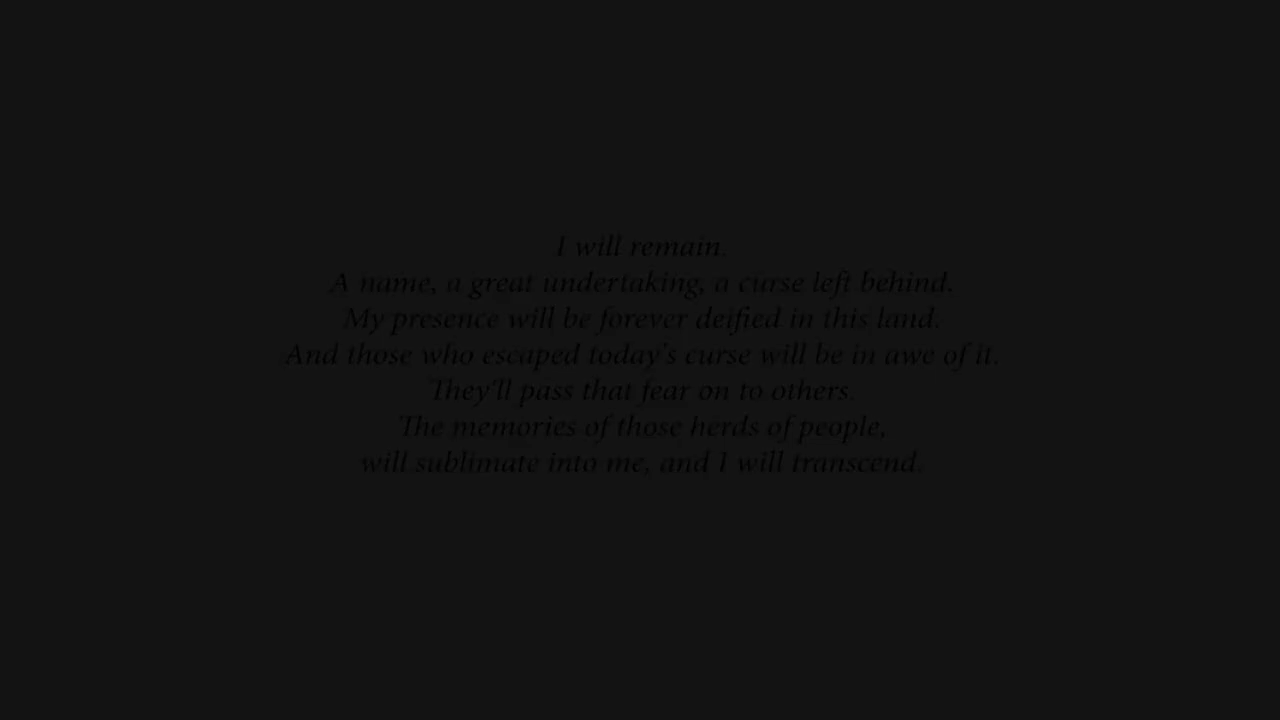 I will remain.
A name, a great undertaking, a curse left behind.
My presence will be forever deified in this land.
And those who escaped today's curse will be in awe of it.
They'll pass that fear on to others.
The memories of those herds of people,
will sublimate into me, and I will transcend.